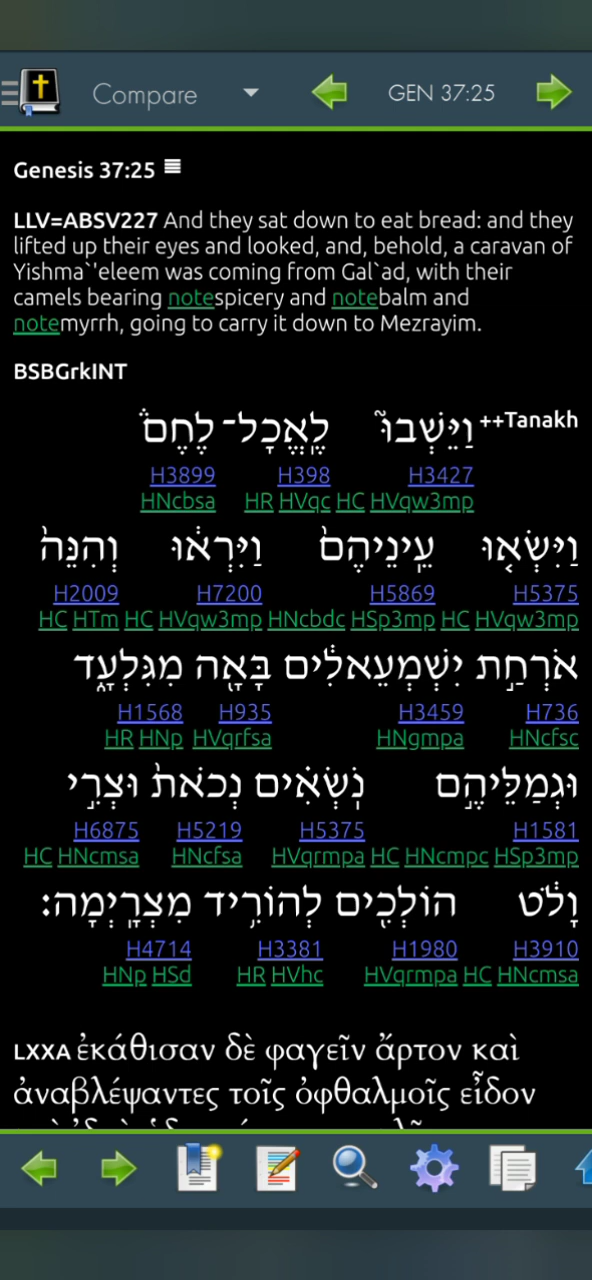 Compare GEN 37:25
Genesis 37:25
LLV=ABSV227 And they sat down to eat bread: and they
lifted up their eyes and looked, and, behold, a caravan of
Yishma`'eleem was coming from Gal`ad, with their
camels bearing notespicery and notebalm and
notemyrrh, going to carry it down to Mezrayim.
BSBGrkINT
++Tanakh וַיֵּשְׁבוּ֮ לֶֽאֱכָל־ לֶחֶם֒
H3899 H398 H3427
HNcbsa HR HVqc HC HVqw3mp
וַיִּשְׂא֤וּ עֵֽינֵיהֶם֙ וַיִּרְא֔וּ וְהִנֵּה֙
H2009 H7200 H5869 H5375
HC HTm HC HVqw3mp HNcbdc HSp3mp HC HVqw3mp
אֹרְחַ֣ת יִשְׁמְעֵאלִ֔ים בָּאָ֖ה מִגִּלְעָ֑ד
H1568 H935 H3459 H736
HR HNp HVqrfsa HNgmpa HNcfsc
וּגְמַלֵּיהֶ֣ם נֹֽשְׂאִ֗ים נְכֹאת֙ וּצְרִ֣י
H6875 H5219 H5375 H1581
HC HNcmsa HNcfsa HVqrmpa HC HNcmpc HSp3mp
וָלֹ֔ט הוֹלְכִ֖ים לְהוֹרִ֥יד מִצְרָֽיְמָה׃
H4714 H3381 H1980 H3910
HNp HSd HR HVhc HVqrmpa HC HNcmsa
LXXA ἐκάθισαν δὲ φαγεῖν ἄρτον καὶ
ἀναβλέψαντες τοῖς ὀφθαλμοῖς εἶδον